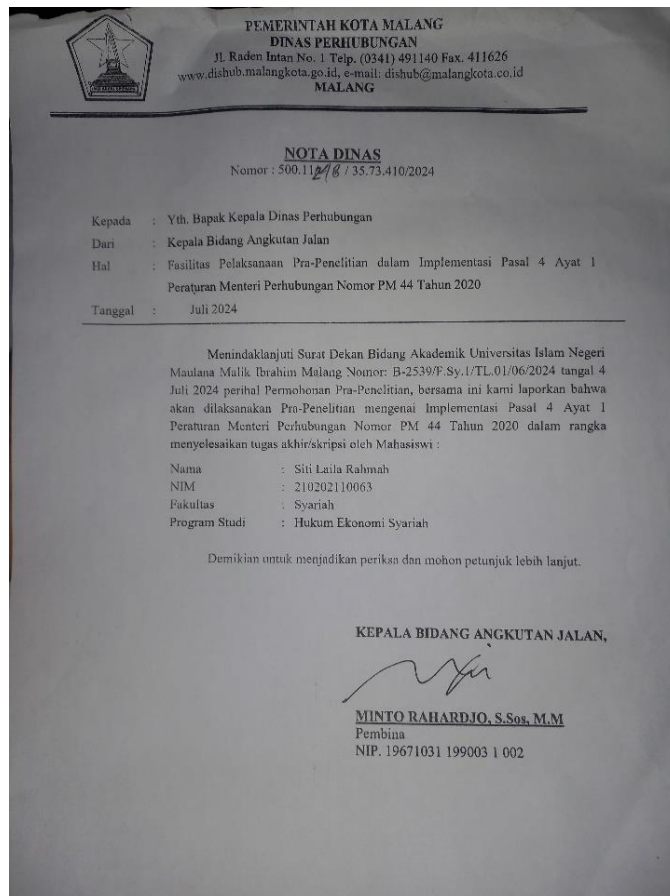 PEMERINTAH KOTA MALANG
DINAS PERHUBUNGAN
Jl. Raden Intan No. 1 Telp. (0341) 491140 Fax. 411626
www.dishub.malangkota.go.id, e-mail: dishub@malangkota.co.id
MALANG
NOTA DINAS
Nomor : 500.11 / 35.73.410/2024
Kepada : Yth. Bapak Kepala Dinas Perhubungan
Dari : Kepala Bidang Angkutan Jalan
Hal : Fasilitas Pelaksanaan Pra-Penelitian dalam Implementasi Pasal 4 Ayat 1
Peraturan Menteri Perhubungan Nomor PM 44 Tahun 2020
Tanggal : Juli 2024
Menindaklanjuti Surat Dekan Bidang Akademik Universitas Islam Negeri
Maulana Malik Ibrahim Malang Nomor: B-2539/F.Sy.1/TL.01/06/2024 tangal 4
Juli 2024 perihal Permohonan Pra-Penelitian, bersama ini kami laporkan bahwa
akan dilaksanakan Pra-Penelitian mengenai Implementasi Pasal 4 Ayat 1
Peraturan Menteri Perhubungan Nomor PM 44 Tahun 2020 dalam rangka
menyelesaikan tugas akhir/skripsi oleh Mahasiswi :
Nama : Siti Laila Rahmah
NIM : 210202110063
Fakultas : Syariah
Program Studi : Hukum Ekonomi Syariah
Demikian untuk menjadikan periksa dan mohon petunjuk lebih lanjut.
KEPALA BIDANG ANGKUTAN JALAN,
MINTO RAHARDJO, S.Sos, M.M
Pembina
NIP. 19671031 199003 1 002